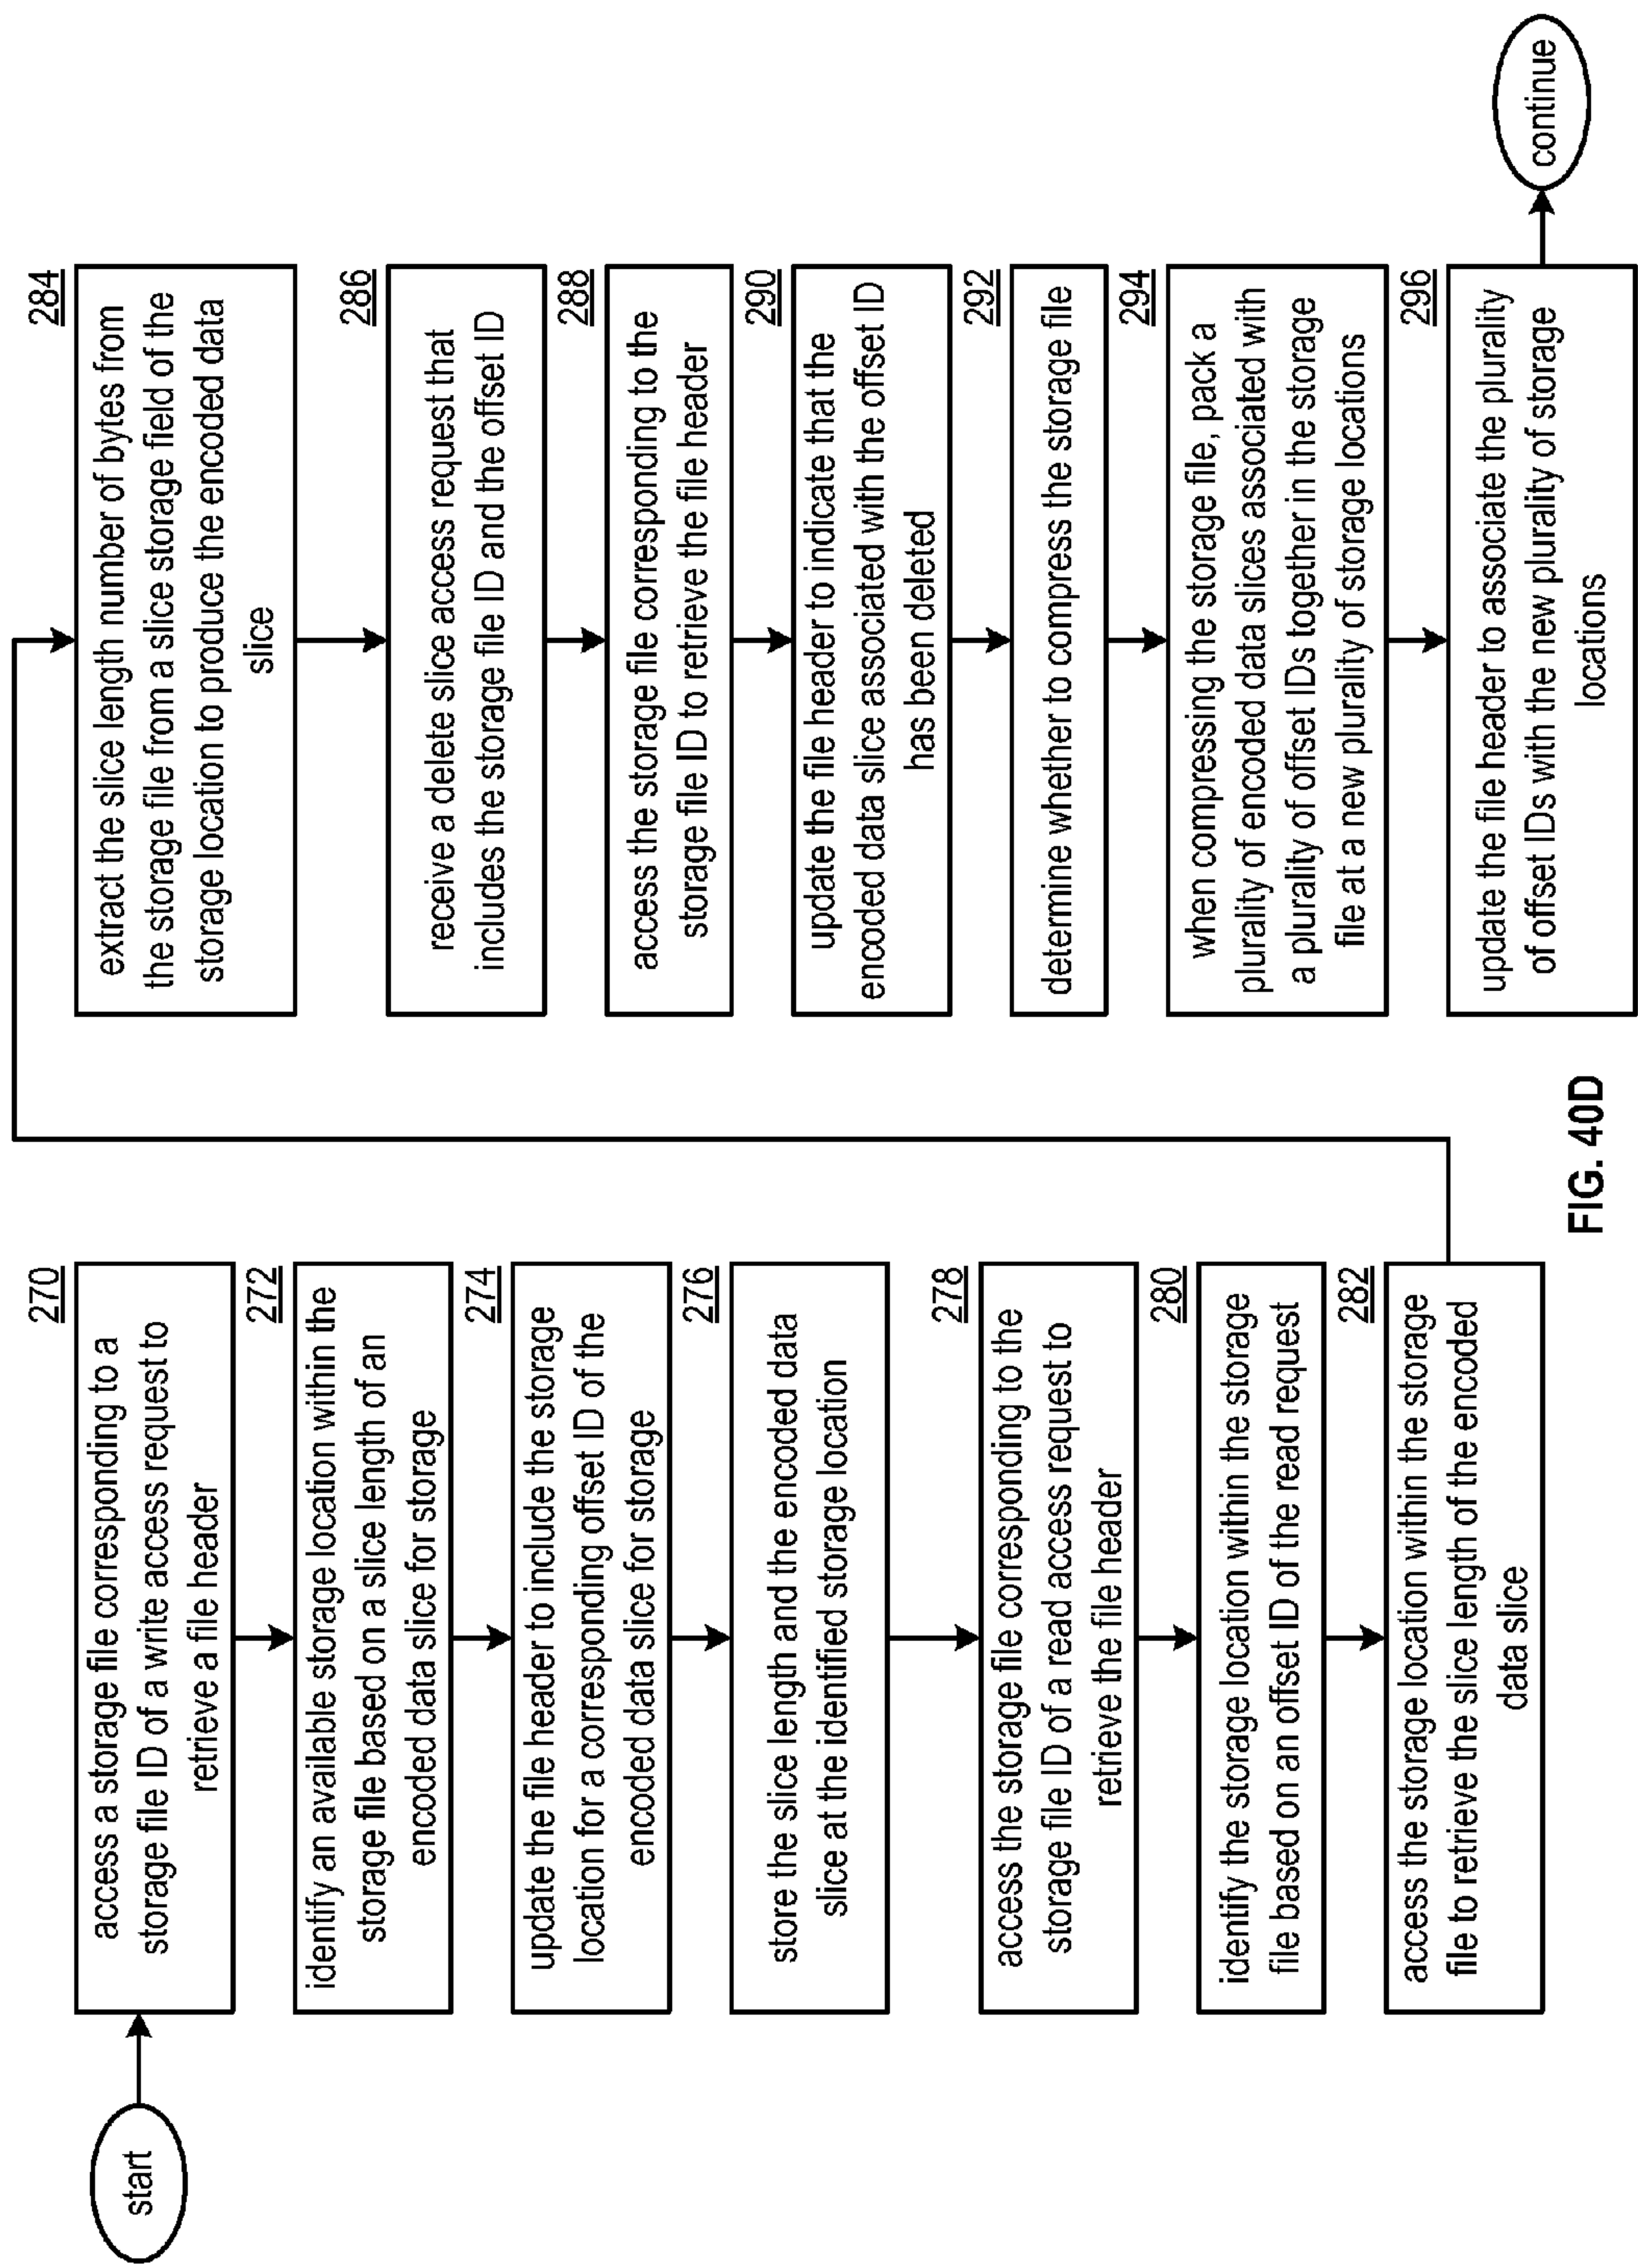 start
270
access a storage file corresponding to a
storage file ID of a write access request to
retrieve a file header
272
identify an available storage location within the
storage file based on a slice length of an
encoded data slice for storage
274
update the file header to include the storage
location for a corresponding offset ID of the
encoded data slice for storage
276
store the slice length and the encoded data
slice at the identified storage location
278
access the storage file corresponding to the
storage file ID of a read access request to
retrieve the file header
280
identify the storage location within the storage
file based on an offset ID of the read request
282
access the storage location within the storage
file to retrieve the slice length of the encoded
data slice
284
extract the slice length number of bytes from
the storage file from a slice storage field of the
storage location to produce the encoded data
slice
286
receive a delete slice access request that
includes the storage file ID and the offset ID
288
access the storage file corresponding to the
storage file ID to retrieve the file header
290
update the file header to indicate that the
encoded data slice associated with the offset ID
has been deleted
292
determine whether to compress the storage file
294
when compressing the storage file, pack a
plurality of encoded data slices associated with
a plurality of offset IDs together in the storage
file at a new plurality of storage locations
296
update the file header to associate the plurality
of offset IDs with the new plurality of storage
locations
continue
FIG. 40D